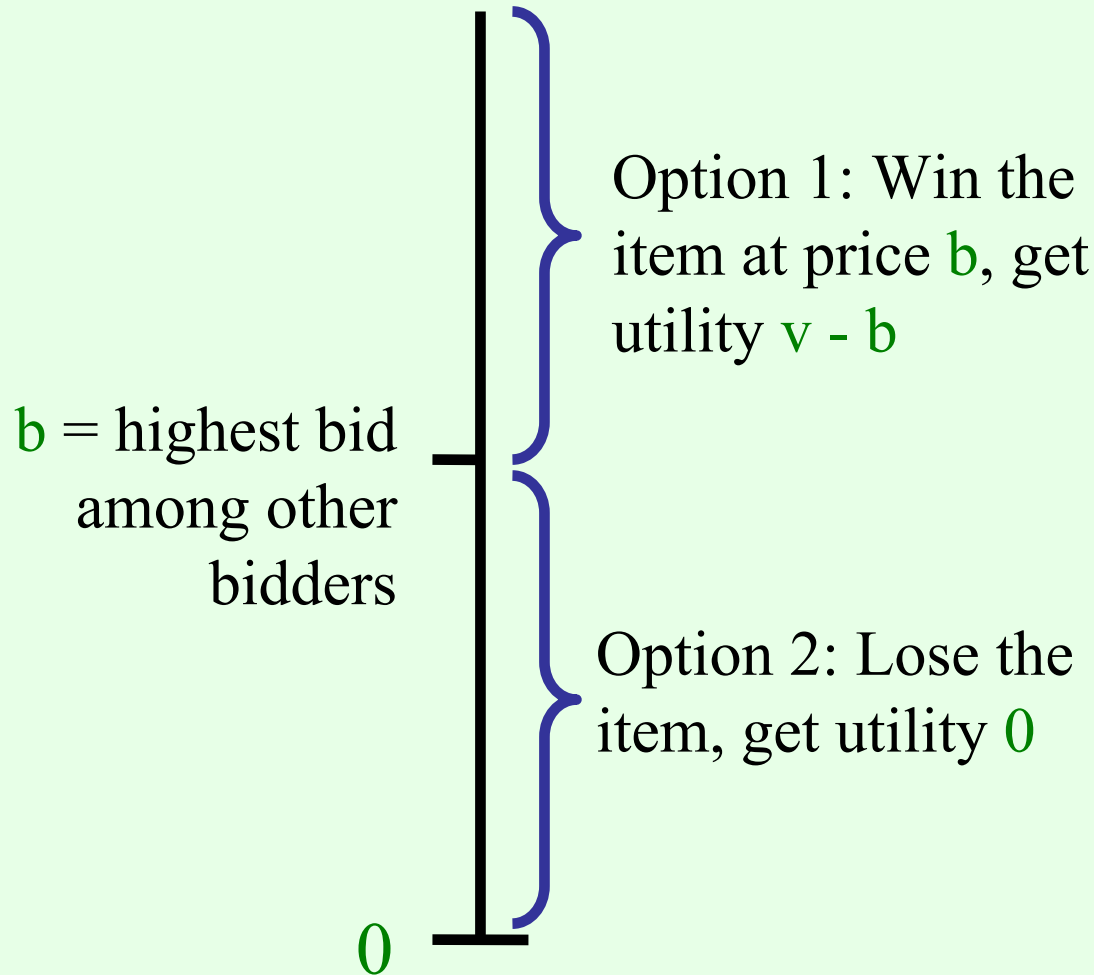 Option 1: Win the
item at price b, get
utility v - b
b = highest bid
among other
bidders
Option 2: Lose the
item, get utility 0
0